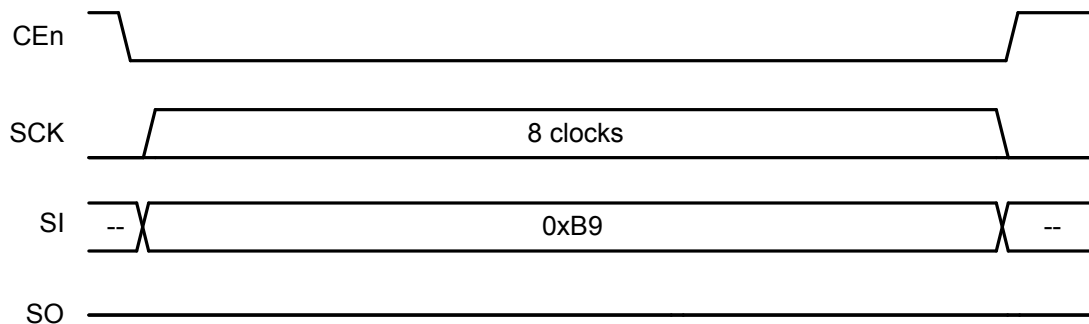 CEn
SCK 8 clocks
SI -- 0xB9 --
SO